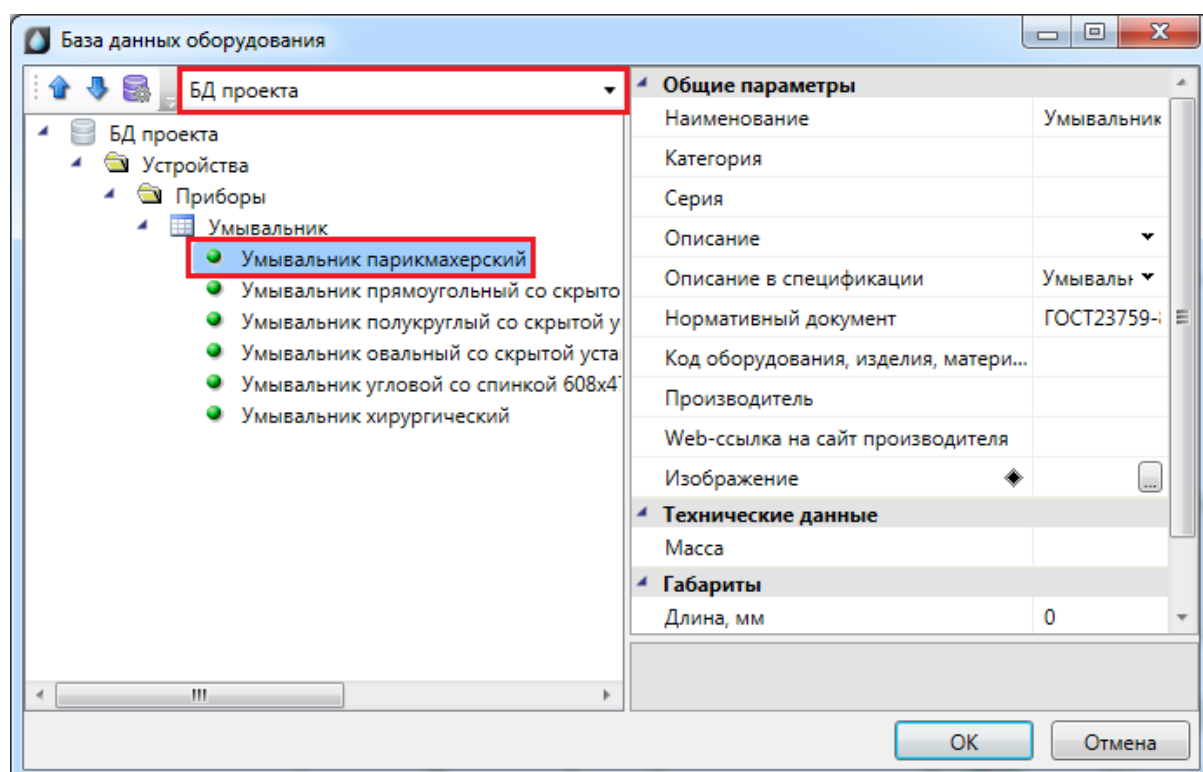 База данных оборудования
БД проекта
БД проекта
Устройства
Приборы
Умывальник
Умывальник парикмахерский
Умывальник прямоугольный со скрыто
Умывальник полукруглый со скрытой у
Умывальник овальный со скрытой уста
Умывальник угловой со спинкой 608х4
Умывальник хирургический
Общие параметры
Наименование Умывальник
Категория
Серия
Описание
Описание в спецификации Умывальн
Нормативный документ ГОСТ23759-
Код оборудования, изделия, матери...
Производитель
Web-ссылка на сайт производителя
Изображение ...
Технические данные
Масса
Габариты
Длина, мм 0
ОК Отмена